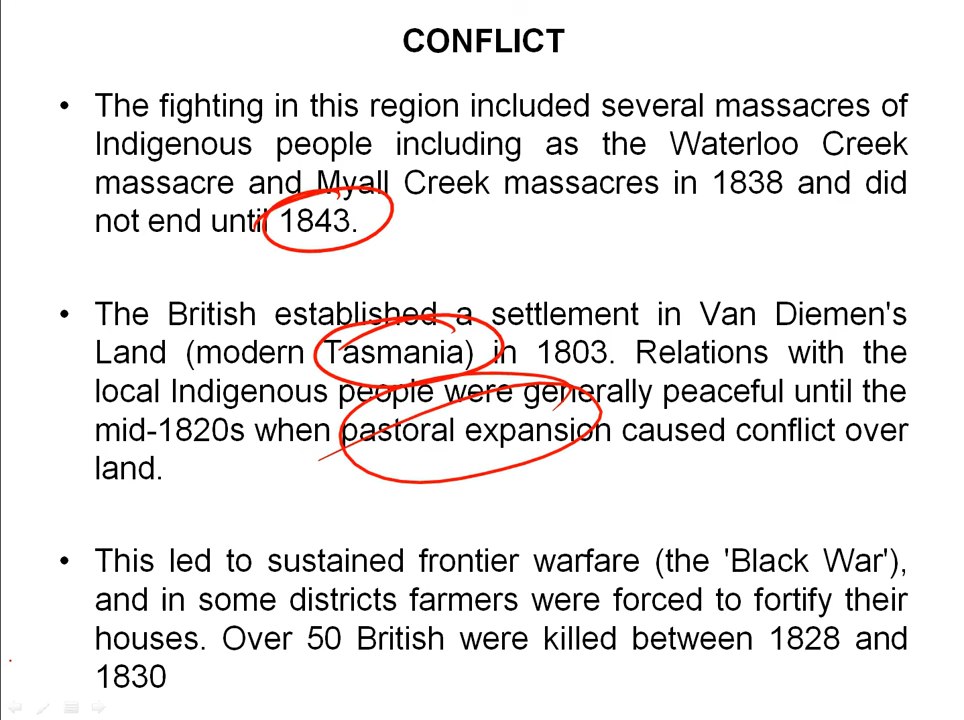 CONFLICT
• The fighting in this region included several massacres of
Indigenous people including as the Waterloo Creek
massacre and Myall Creek massacres in 1838 and did
not end until 1843.
• The British established a settlement in Van Diemen's
Land (modern Tasmania) in 1803. Relations with the
local Indigenous people were generally peaceful until the
mid-1820s when pastoral expansion caused conflict over
land.
• This led to sustained frontier warfare (the 'Black War'),
and in some districts farmers were forced to fortify their
houses. Over 50 British were killed between 1828 and
1830